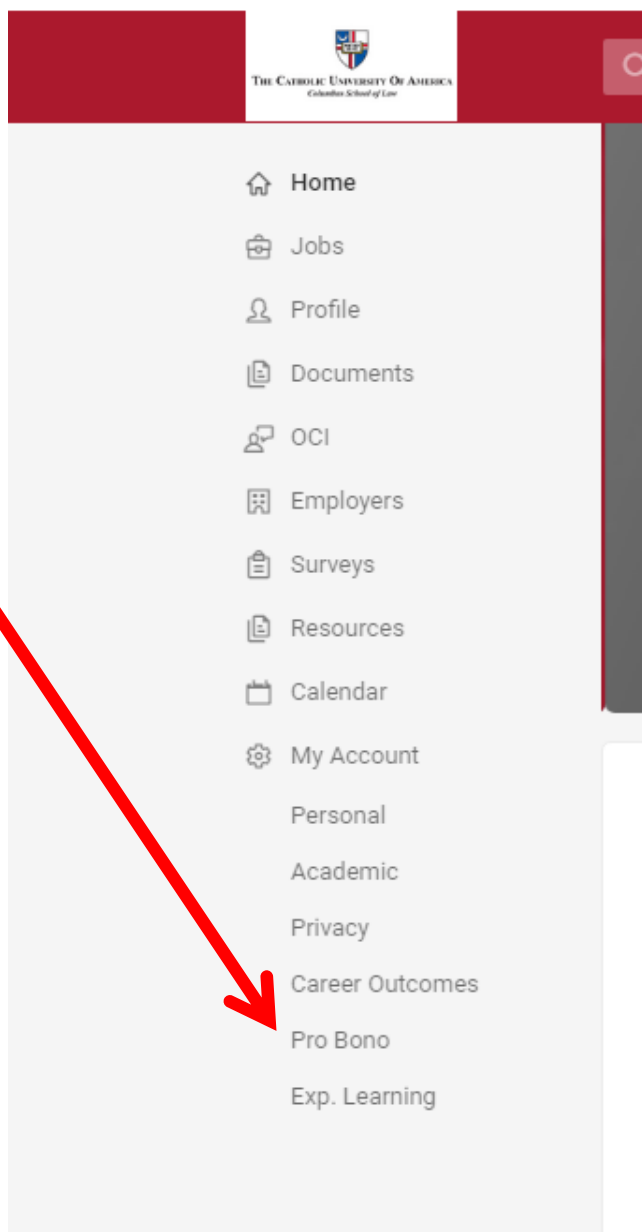 THE CATHOLIC UNIVERSITY OF AMERICA
Columbus School of Law
Home
Jobs
Profile
Documents
OCI
Employers
Surveys
Resources
Calendar
My Account
Personal
Academic
Privacy
Career Outcomes
Pro Bono
Exp. Learning